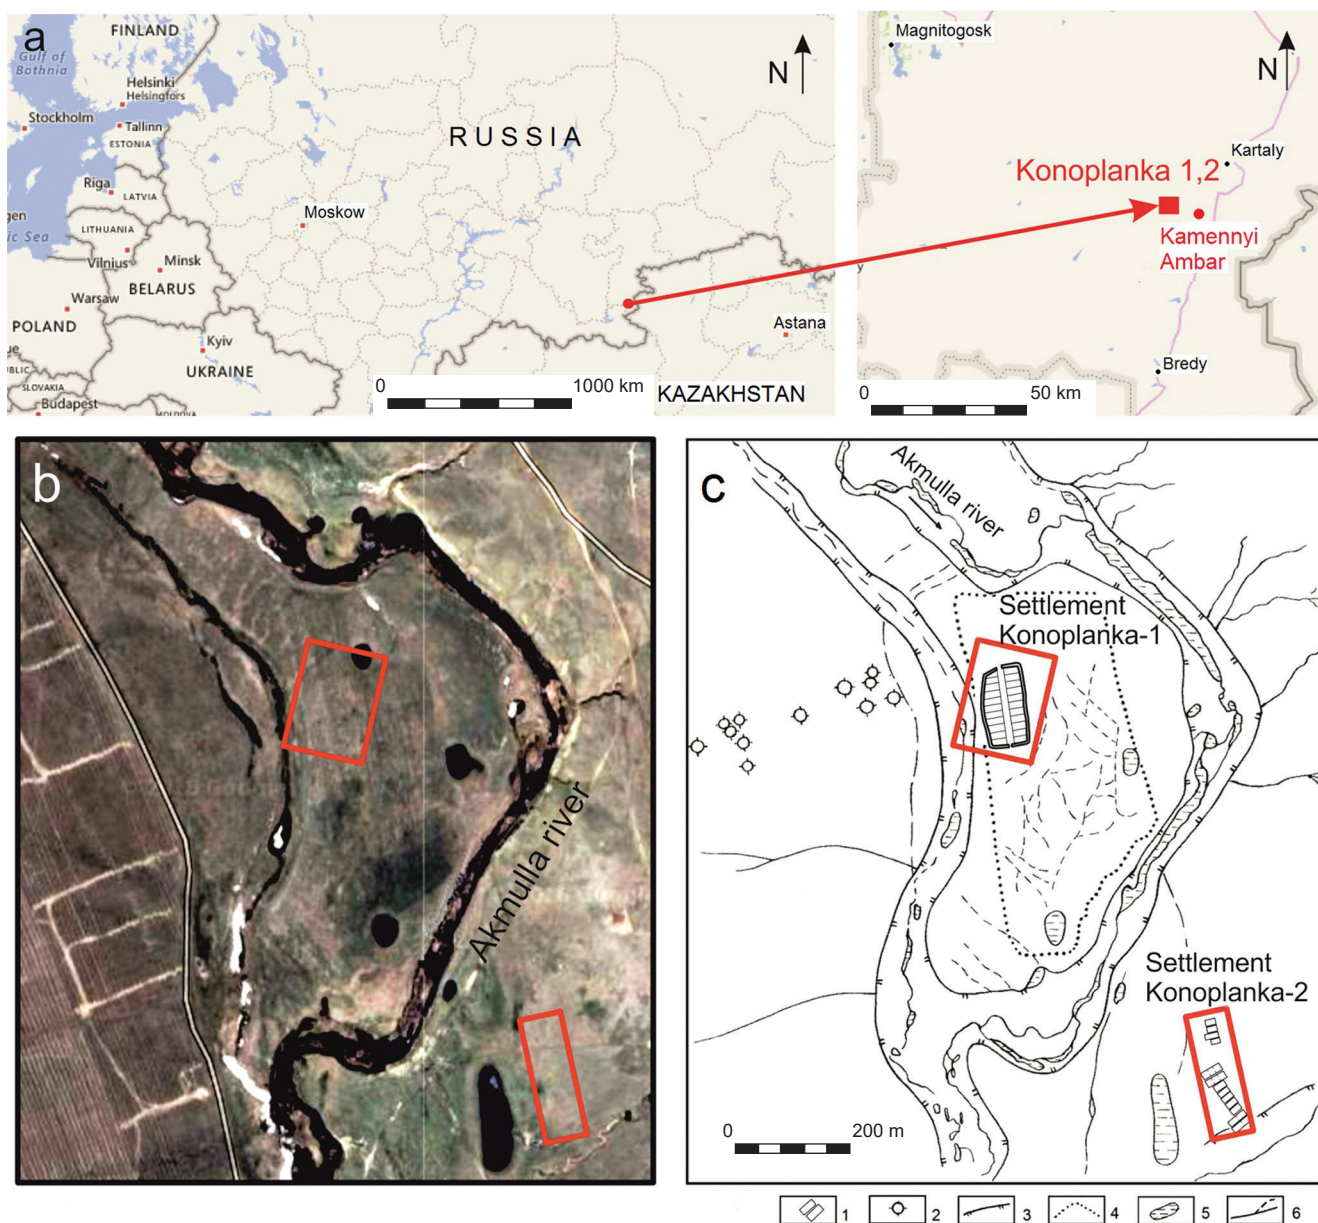 a
FINLAND
Gulf of
Bothnia
Helsinki
Helsingfors
Stockholm
Tallinn
ESTONIA
Riga
LATVIA
LITHUANIA
Vilnius
Minsk
BELARUS
Warsaw
POLAND
Kyiv
UKRAINE
SLOVAKIA
Budapest
RUSSIA
Moskow
N
Astana
KAZAKHSTAN
0 1000 km
Magnitogosk
N
Kartaly
Konoplanka 1,2
Kamennyi
Ambar
Bredy
0 50 km
b
Akmulla river
c
Akmulla river
Settlement
Konoplanka-1
Settlement
Konoplanka-2
0 200 m
1 2 3 4 5 6